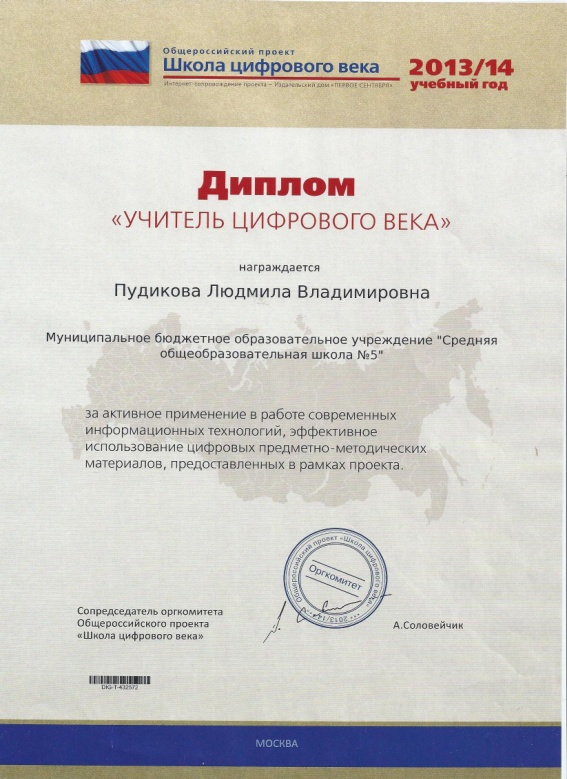 Общероссийский проект
Школа цифрового века
Интернет-сопровождение проекта – Издательский дом «ПЕРВОЕ СЕНТЯБРЯ»
2013/14
учебный год
Диплом
«УЧИТЕЛЬ ЦИФРОВОГО ВЕКА»
награждается
Пудикова Людмила Владимировна
Муниципальное бюджетное образовательное учреждение "Средняя
общеобразовательная школа №5"
за активное применение в работе современных
информационных технологий, эффективное
использование цифровых предметно-методических
материалов, предоставленных в рамках проекта.
Общероссийский проект «Школа цифрового века»
Оргкомитет
*** 2013/14 ***
Сопредседатель оргкомитета
Общероссийского проекта
«Школа цифрового века»
А.Соловейчик
DIG-T-432572
МОСКВА